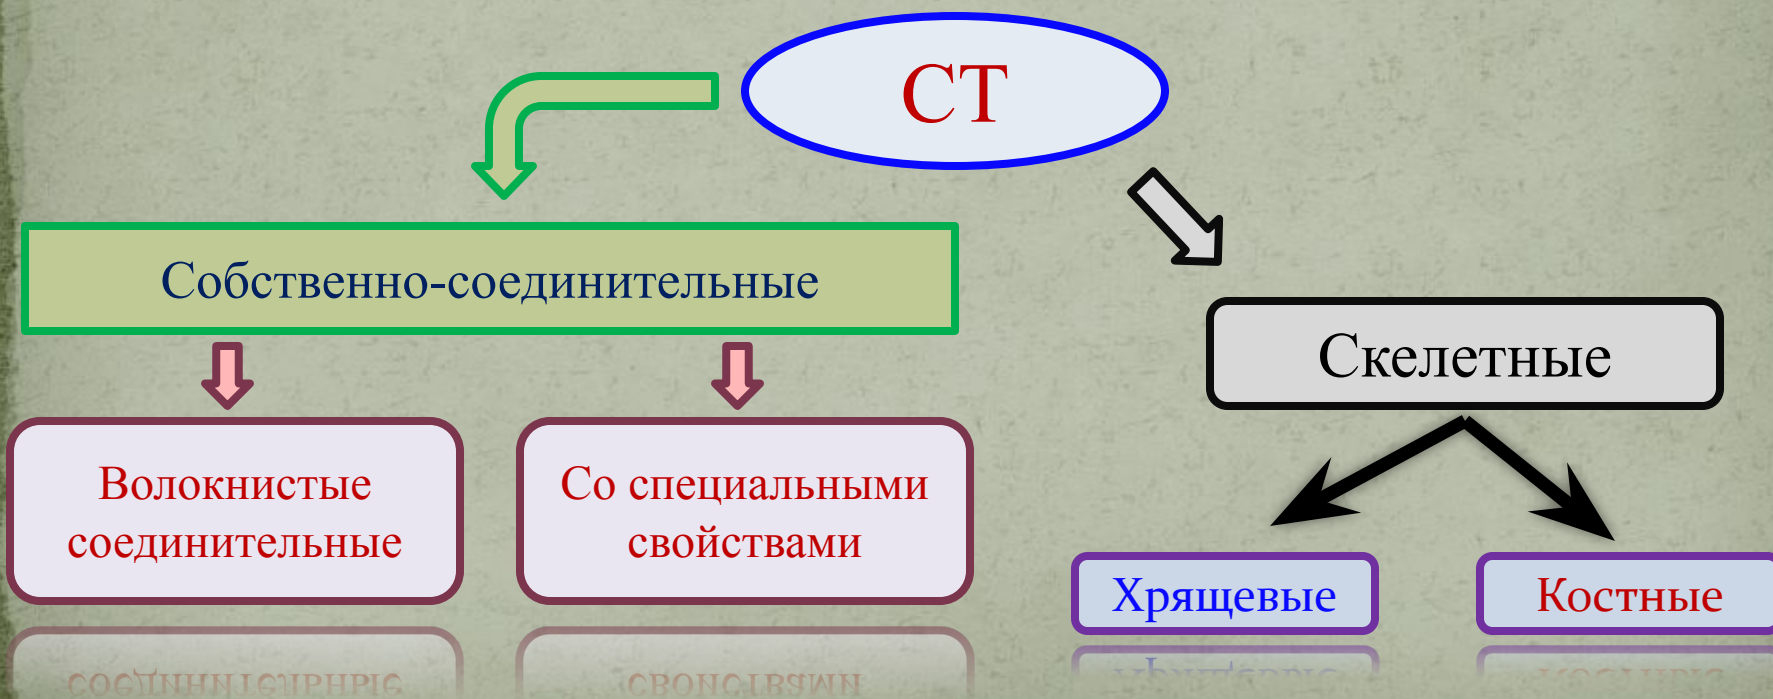 СТ
Собственно-соединительные
Скелетные
Волокнистые
соединительные
Со специальными
свойствами
Хрящевые
Костные